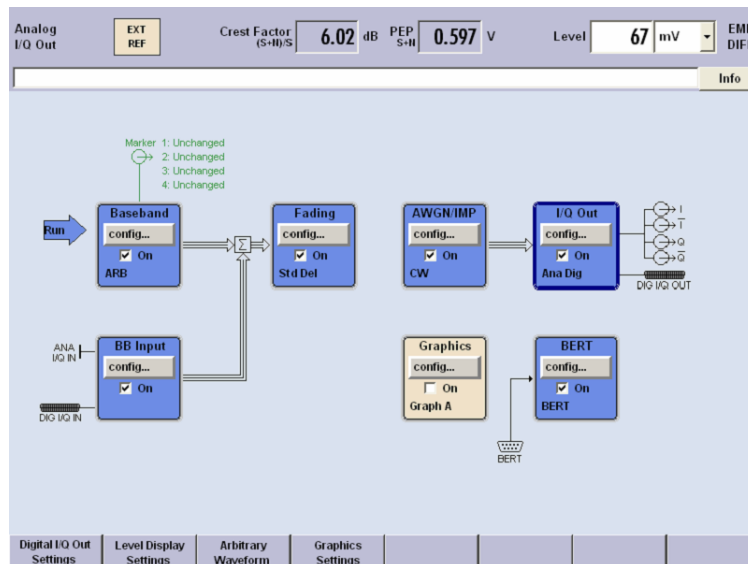 Analog
I/Q Out
EXT
REF
Crest Factor
(S+N)/S
6.02 dB
PEP
S+N
0.597 V
Level
67 mV
EMF
DIFF
Info
Marker 1: Unchanged
2: Unchanged
3: Unchanged
4: Unchanged
Run
Baseband
config...
On
ARB
Σ
Fading
config...
On
Std Del
AWGN/IMP
config...
On
CW
I/Q Out
config...
On
Ana Dig
I
I
Q
Q
DIG I/Q OUT
ANA
I/Q IN
DIG I/Q IN
BB Input
config...
On
Graphics
config...
On
Graph A
BERT
config...
On
BERT
BERT
Digital I/Q Out
Settings
Level Display
Settings
Arbitrary
Waveform
Graphics
Settings